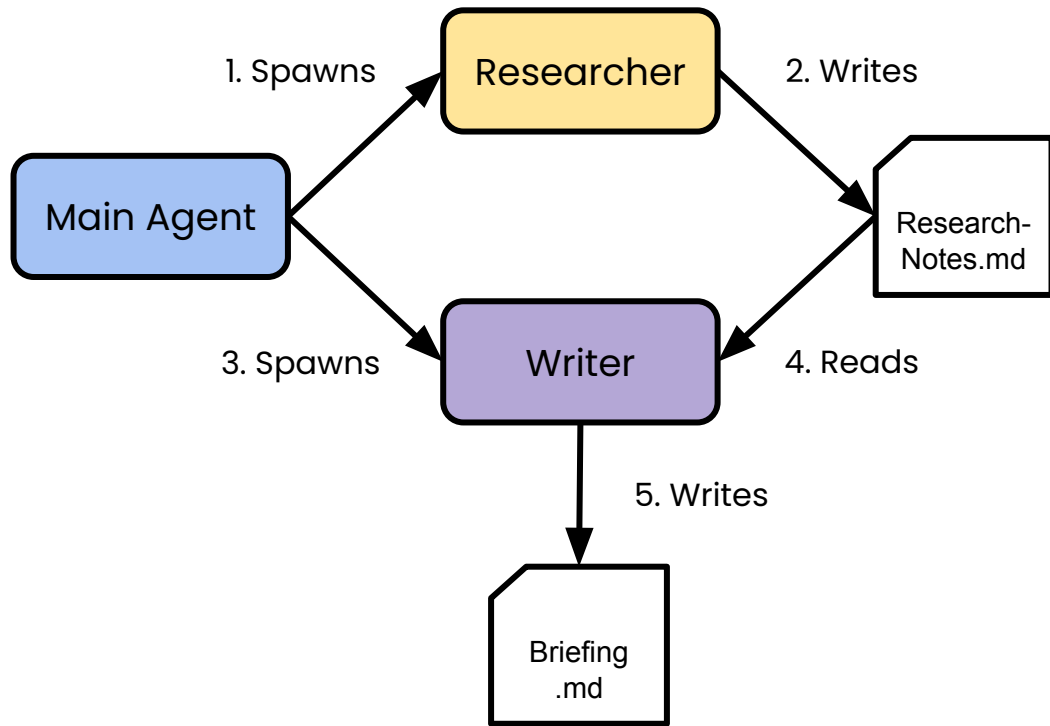 1. Spawns
Researcher
2. Writes
Main Agent
Research-
Notes.md
3. Spawns
Writer
4. Reads
5. Writes
Briefing
.md